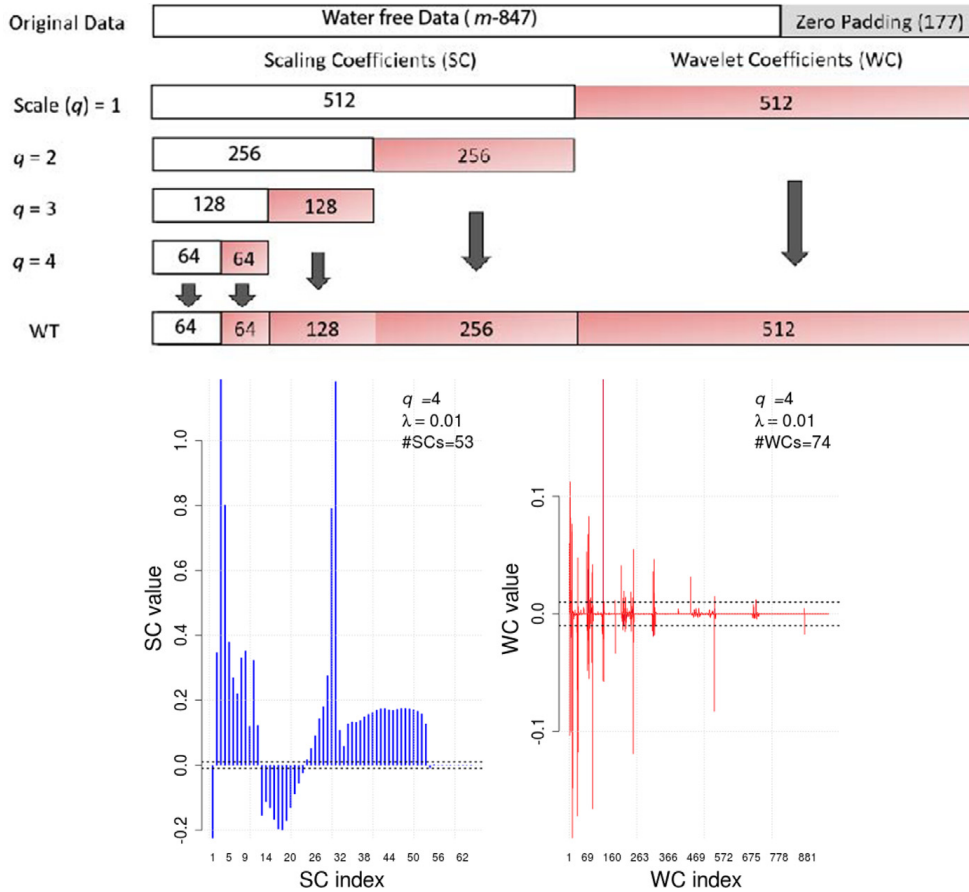 Original Data
Water free Data ( m-847)
Zero Padding (177)
Scaling Coefficients (SC)
Wavelet Coefficients (WC)
Scale (q) = 1
512
512
q = 2
256
256
q = 3
128
128
q = 4
64
64
WT
64
64
128
256
512
q =4
λ = 0.01
#SCs=53
SC value
1.0
0.8
0.6
0.4
0.2
0.0
-0.2
1 5 9 14 20 26 32 38 44 50 56 62
SC index
q =4
λ = 0.01
#WCs=74
WC value
0.1
0.0
-0.1
1 69 160 263 366 469 572 675 778 881
WC index